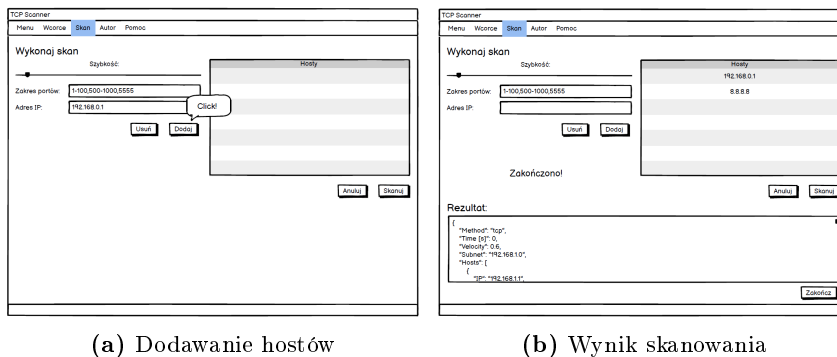 TCP Scanner
Menu Wzorce Skan Autor Pomoc
Wykonaj skan
Szybkość:
Zakres portów: 1-100,500-1000,5555
Adres IP: 192.168.0.1
Click!
Usuń Dodaj
Hosty
Anuluj Skanuj
(a) Dodawanie hostów
TCP Scanner
Menu Wzorce Skan Autor Pomoc
Wykonaj skan
Szybkość:
Zakres portów: 1-100,500-1000,5555
Adres IP:
Usuń Dodaj
Hosty
192.168.0.1
8.8.8.8
Zakończono!
Anuluj Skanuj
Rezultat:
{
"Method": "tcp",
"Time [s]": 0,
"Velocity": 0.6,
"Subnet": "192.168.1.0",
"Hosts": [
{
"IP": "192.168.1.1",
Zakończ
(b) Wynik skanowania